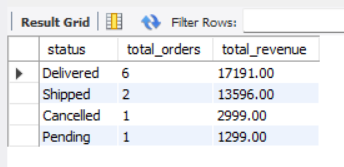 Result Grid Filter Rows:
status total_orders total_revenue
Delivered 6 17191.00
Shipped 2 13596.00
Cancelled 1 2999.00
Pending 1 1299.00